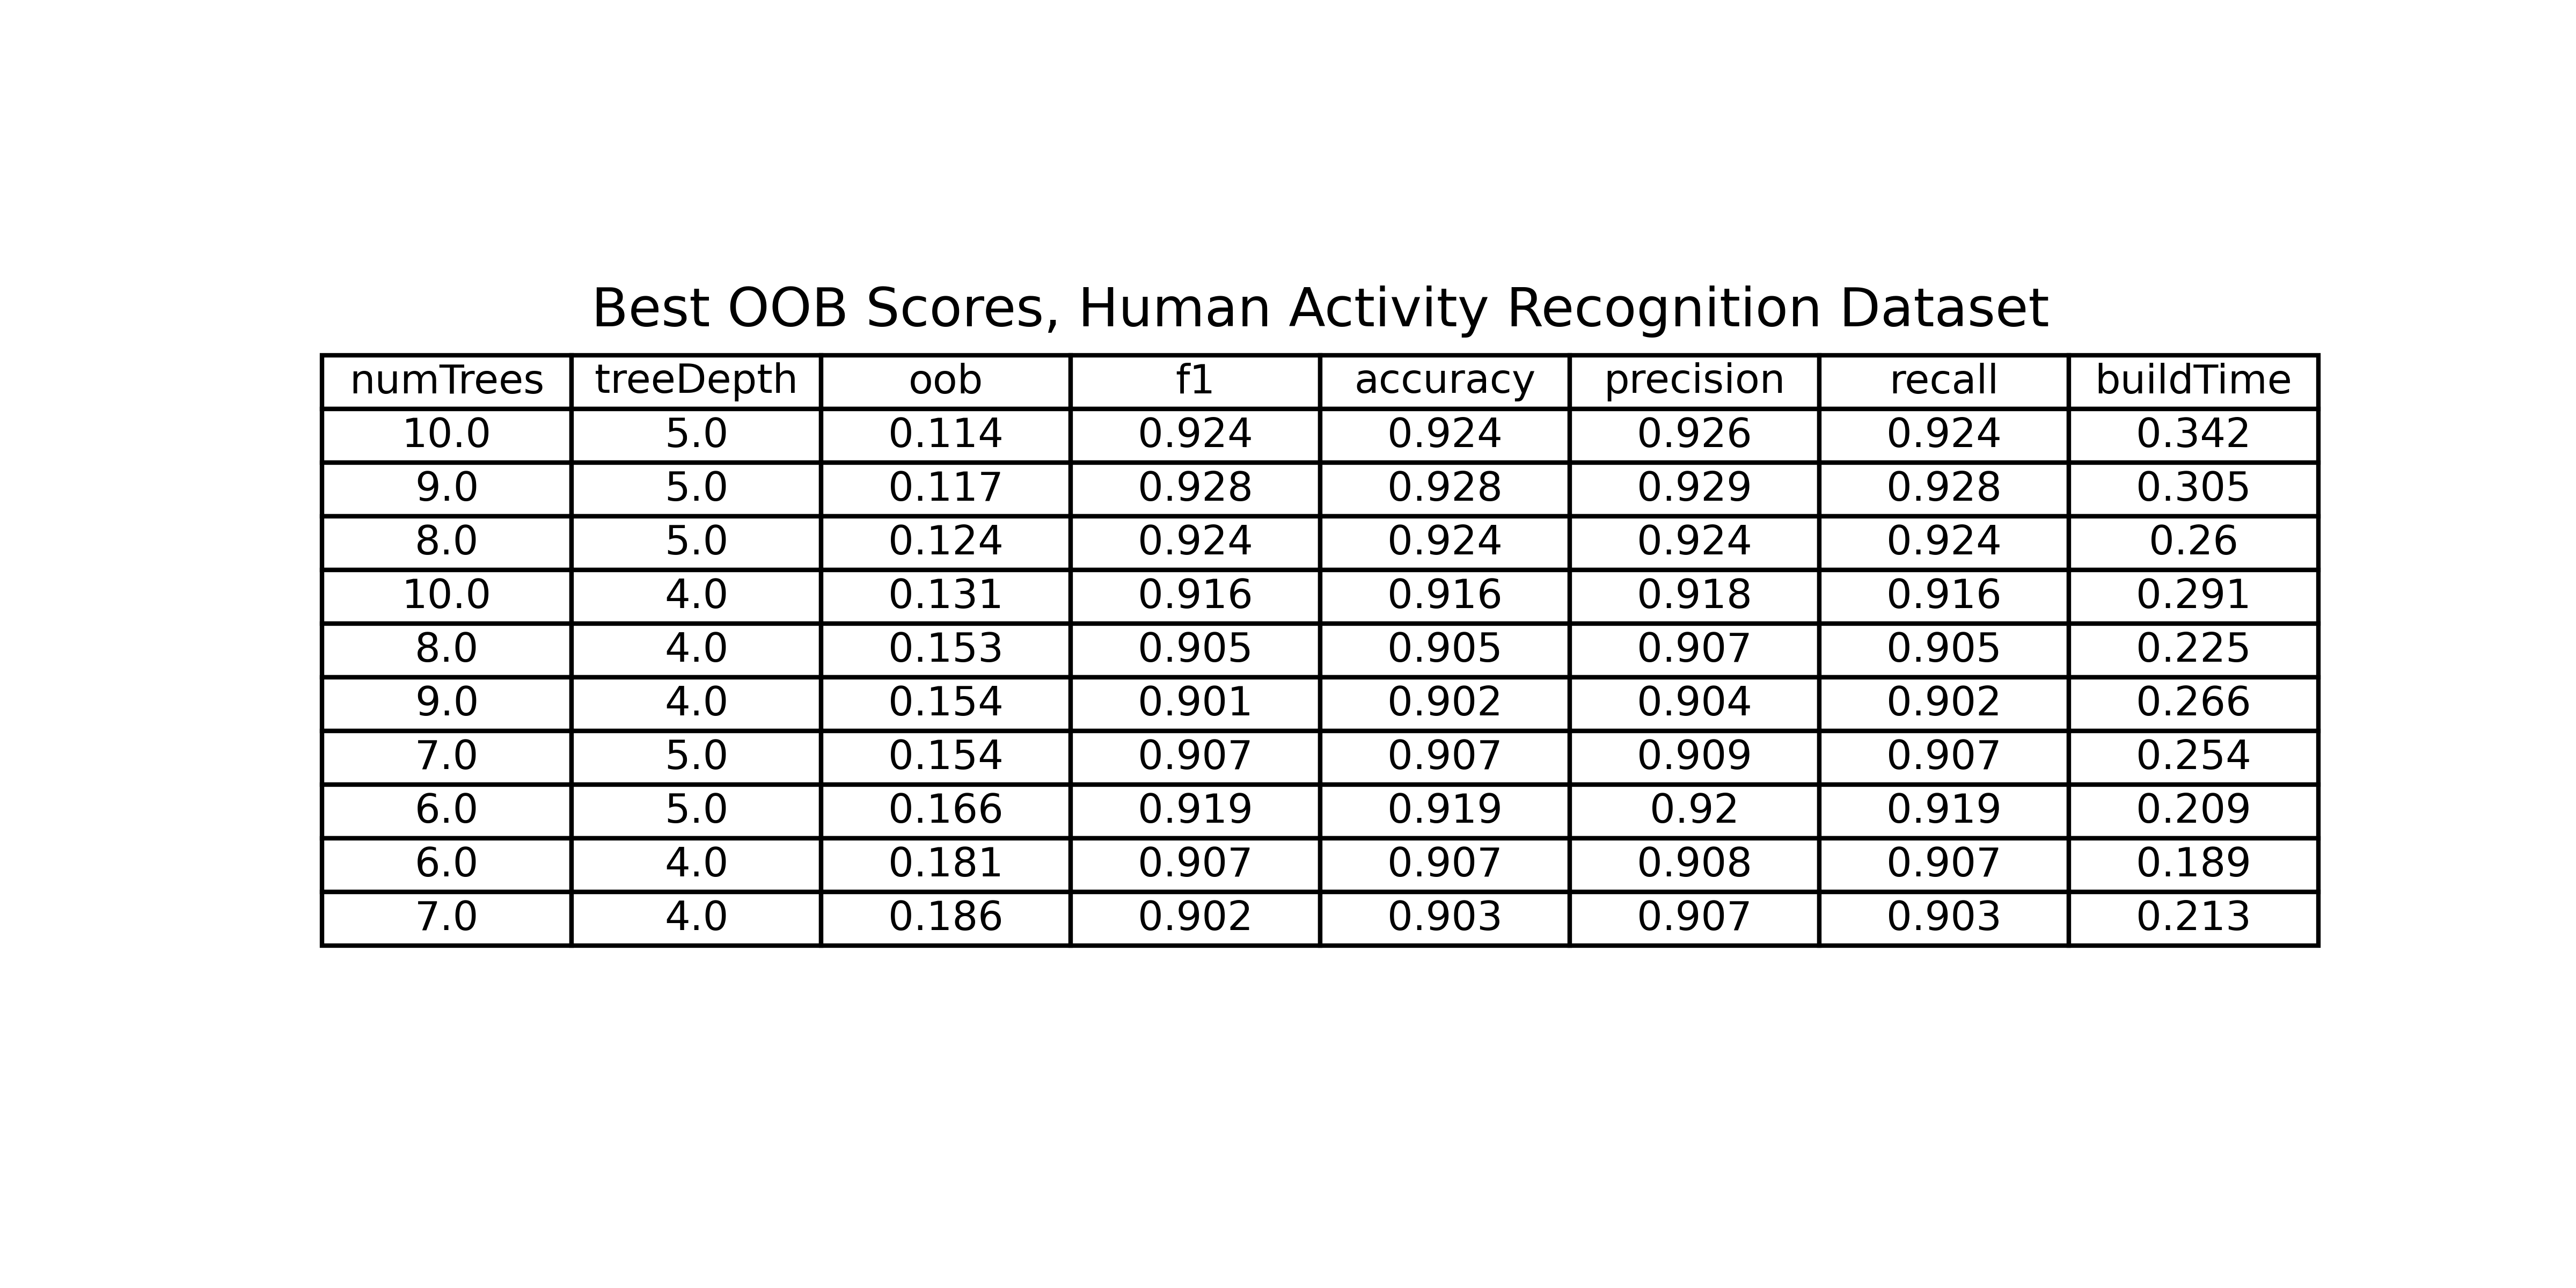 Best OOB Scores, Human Activity Recognition Dataset
numTrees treeDepth oob f1 accuracy precision recall buildTime
10.0 5.0 0.114 0.924 0.924 0.926 0.924 0.342
9.0 5.0 0.117 0.928 0.928 0.929 0.928 0.305
8.0 5.0 0.124 0.924 0.924 0.924 0.924 0.26
10.0 4.0 0.131 0.916 0.916 0.918 0.916 0.291
8.0 4.0 0.153 0.905 0.905 0.907 0.905 0.225
9.0 4.0 0.154 0.901 0.902 0.904 0.902 0.266
7.0 5.0 0.154 0.907 0.907 0.909 0.907 0.254
6.0 5.0 0.166 0.919 0.919 0.92 0.919 0.209
6.0 4.0 0.181 0.907 0.907 0.908 0.907 0.189
7.0 4.0 0.186 0.902 0.903 0.907 0.903 0.213